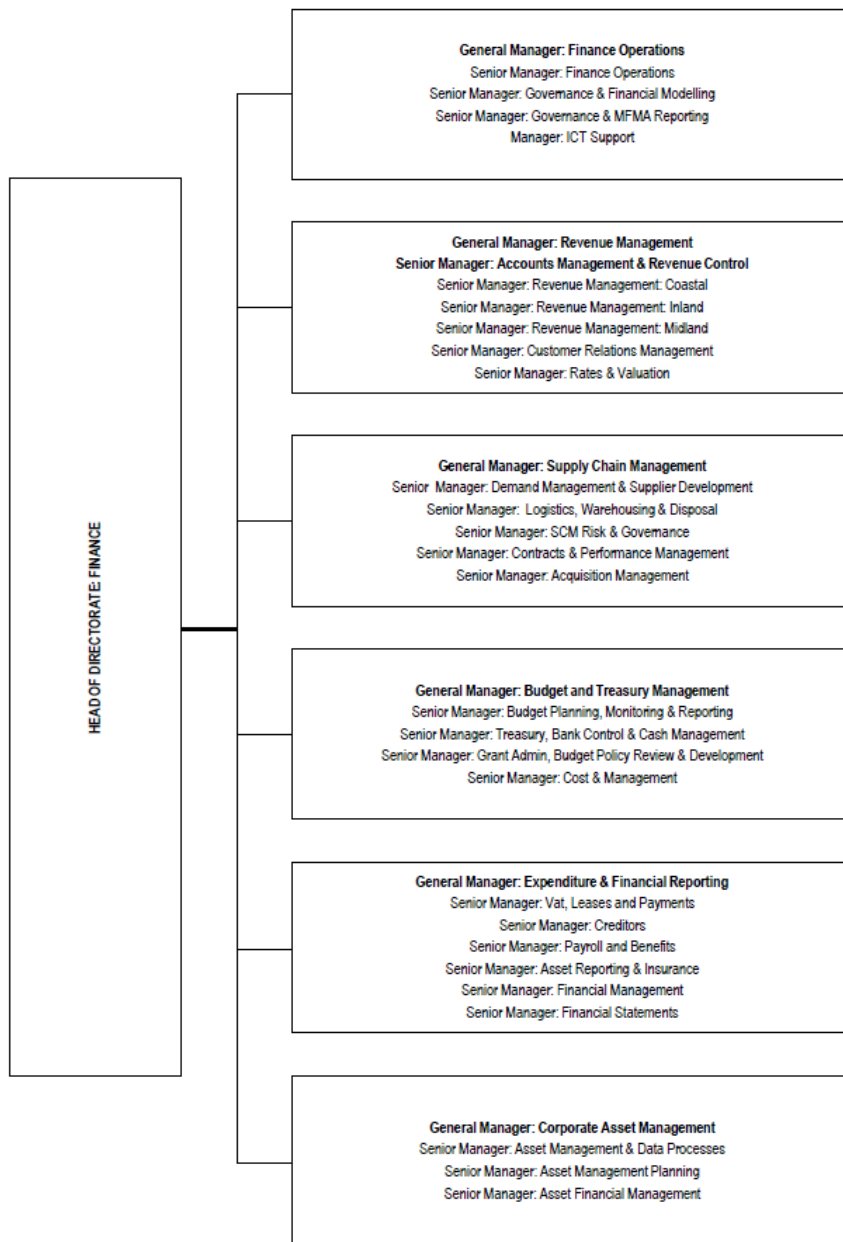 General Manager: Finance Operations
Senior Manager: Finance Operations
Senior Manager: Governance & Financial Modelling
Senior Manager: Governance & MFMA Reporting
Manager: ICT Support
General Manager: Revenue Management
Senior Manager: Accounts Management & Revenue Control
Senior Manager: Revenue Management: Coastal
Senior Manager: Revenue Management: Inland
Senior Manager: Revenue Management: Midland
Senior Manager: Customer Relations Management
Senior Manager: Rates & Valuation
General Manager: Supply Chain Management
Senior Manager: Demand Management & Supplier Development
Senior Manager: Logistics, Warehousing & Disposal
Senior Manager: SCM Risk & Governance
Senior Manager: Contracts & Performance Management
Senior Manager: Acquisition Management
HEAD OF DIRECTORATE: FINANCE
General Manager: Budget and Treasury Management
Senior Manager: Budget Planning, Monitoring & Reporting
Senior Manager: Treasury, Bank Control & Cash Management
Senior Manager: Grant Admin, Budget Policy Review & Development
Senior Manager: Cost & Management
General Manager: Expenditure & Financial Reporting
Senior Manager: Vat, Leases and Payments
Senior Manager: Creditors
Senior Manager: Payroll and Benefits
Senior Manager: Asset Reporting & Insurance
Senior Manager: Financial Management
Senior Manager: Financial Statements
General Manager: Corporate Asset Management
Senior Manager: Asset Management & Data Processes
Senior Manager: Asset Management Planning
Senior Manager: Asset Financial Management